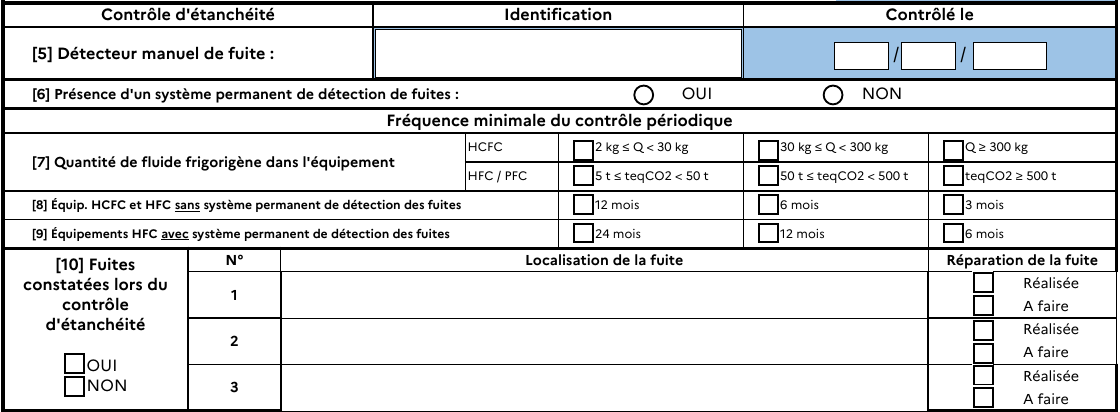 Contrôle d'étanchéité Identification Contrôlé le
[5] Détecteur manuel de fuite : / /
[6] Présence d'un système permanent de détection de fuites : OUI NON
Fréquence minimale du contrôle périodique
[7] Quantité de fluide frigorigène dans l'équipement
HCFC 2 kg ≤ Q < 30 kg 30 kg ≤ Q < 300 kg Q ≥ 300 kg
HFC / PFC 5 t ≤ teqCO2 < 50 t 50 t ≤ teqCO2 < 500 t teqCO2 ≥ 500 t
[8] Équip. HCFC et HFC sans système permanent de détection des fuites 12 mois 6 mois 3 mois
[9] Équipements HFC avec système permanent de détection des fuites 24 mois 12 mois 6 mois
[10] Fuites
constatées lors du
contrôle
d'étanchéité
OUI
NON
N° Localisation de la fuite Réparation de la fuite
1 Réalisée
A faire
2 Réalisée
A faire
3 Réalisée
A faire